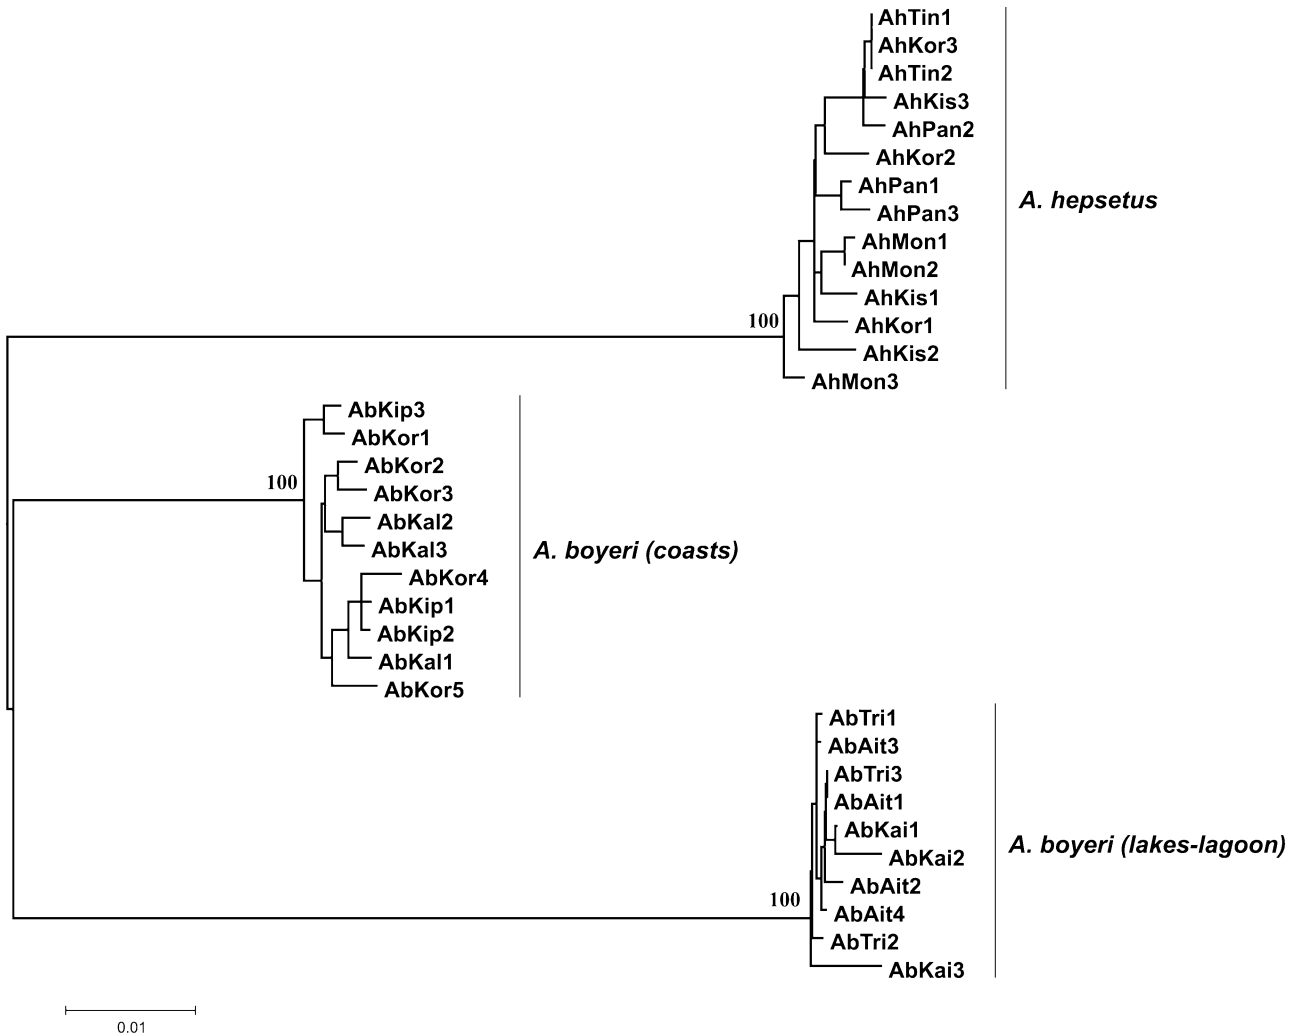 AhTin1
AhKor3
AhTin2
AhKis3
AhPan2
AhKor2
AhPan1
AhPan3
A. hepsetus
AhMon1
AhMon2
AhKis1
100
AhKor1
AhKis2
AhMon3
AbKip3
AbKor1
AbKor2
100
AbKor3
AbKal2
AbKal3
A. boyeri (coasts)
AbKor4
AbKip1
AbKip2
AbKal1
AbKor5
AbTri1
AbAit3
AbTri3
AbAit1
AbKai1
A. boyeri (lakes-lagoon)
AbKai2
AbAit2
100
AbAit4
AbTri2
AbKai3
0.01